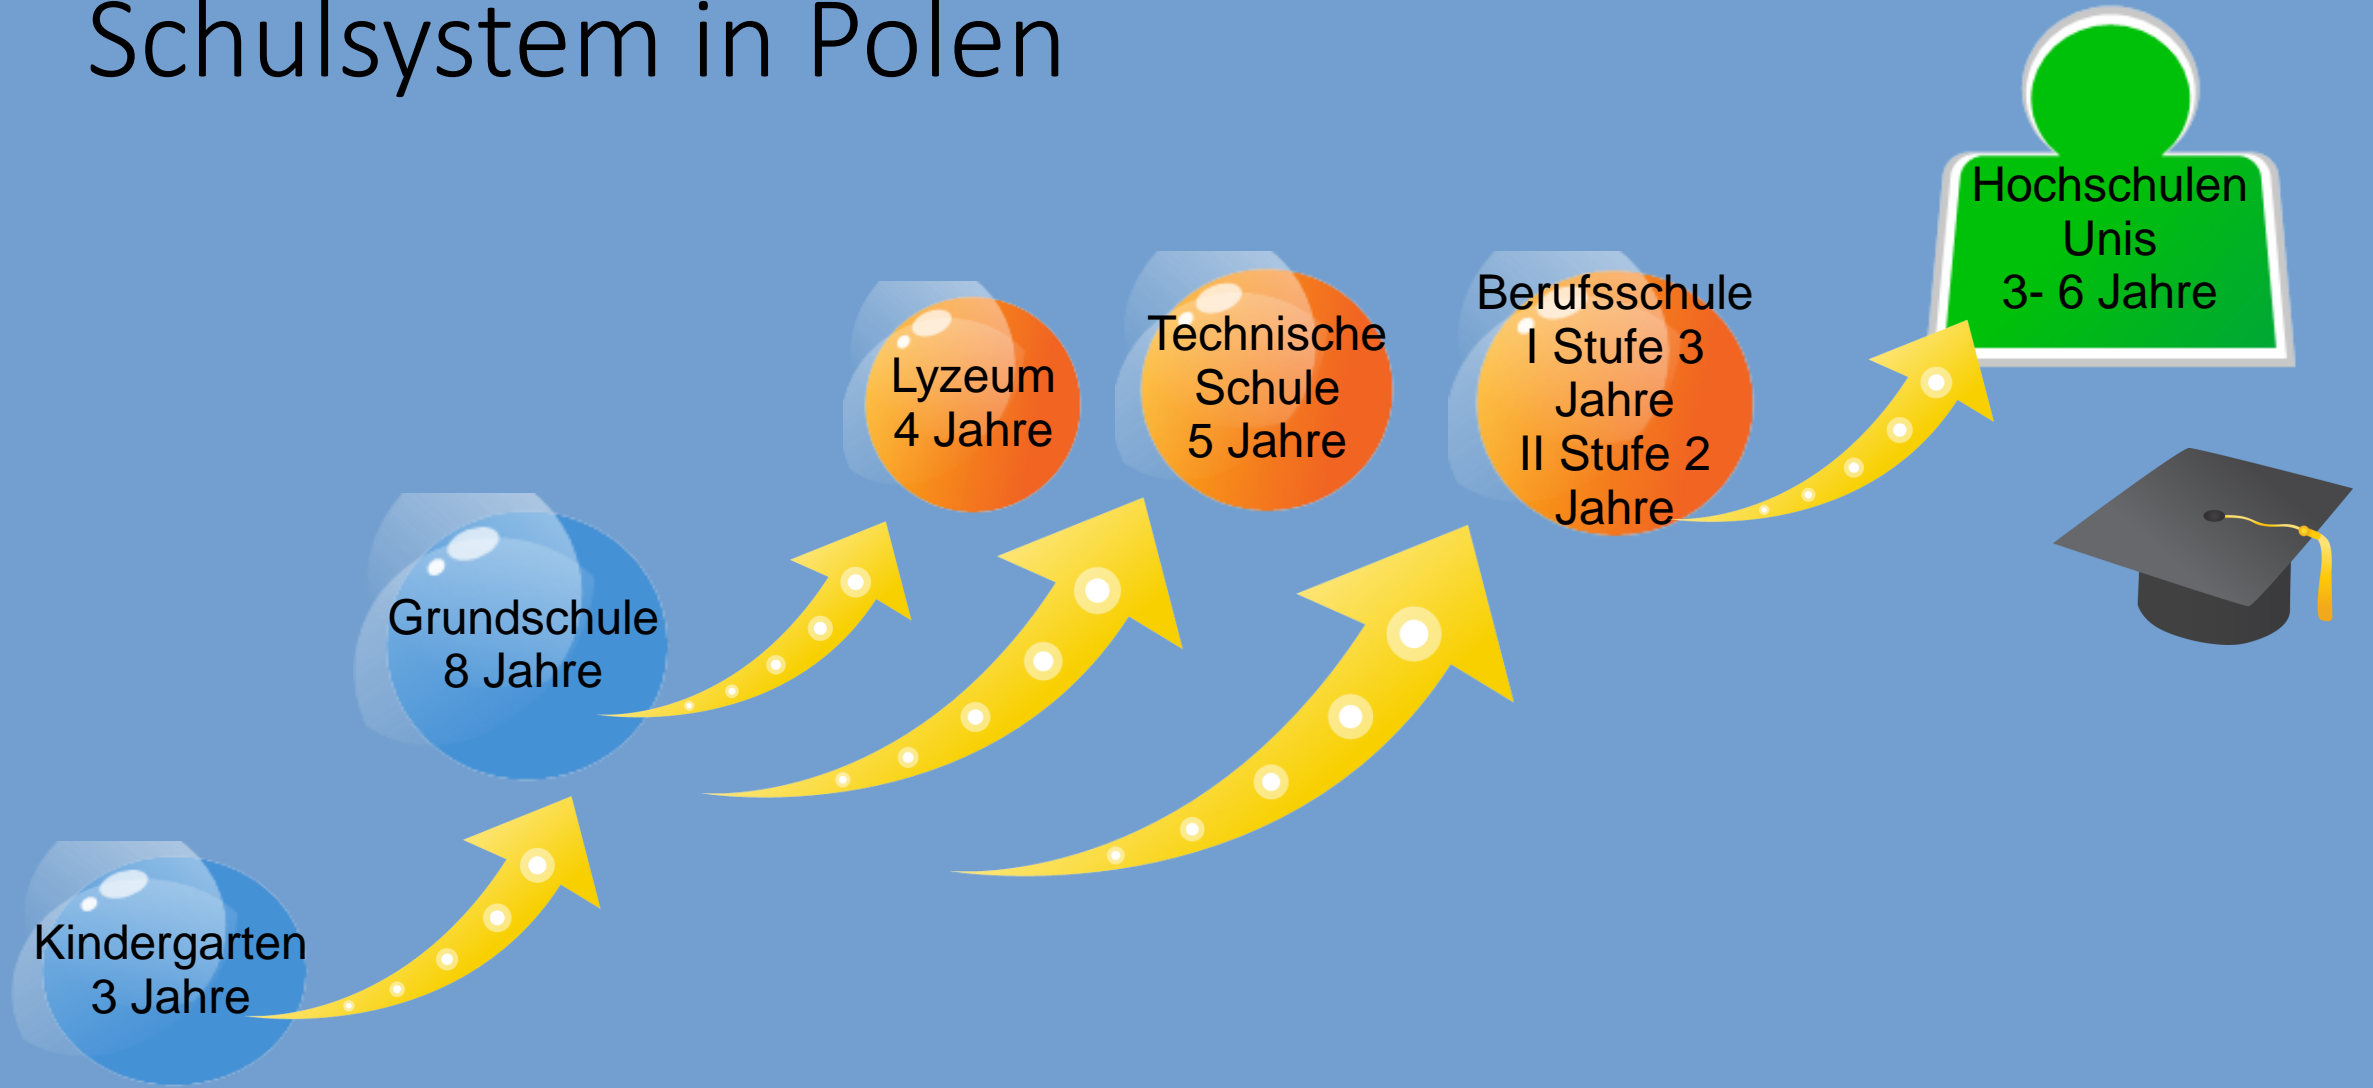 Schulsystem in Polen
Hochschulen
Unis
3- 6 Jahre
Lyzeum
4 Jahre
Technische
Schule
5 Jahre
Berufsschule
I Stufe 3
Jahre
II Stufe 2
Jahre
Grundschule
8 Jahre
Kindergarten
3 Jahre